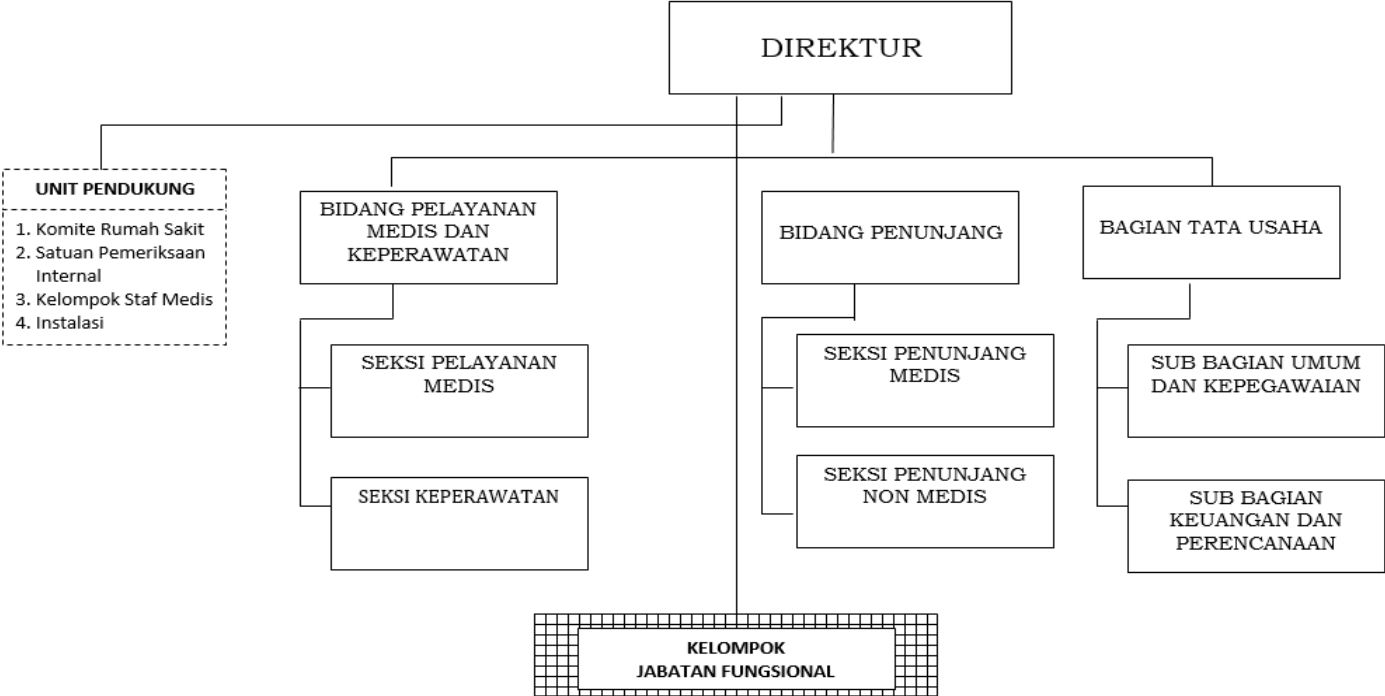 DIREKTUR
UNIT PENDUKUNG
1. Komite Rumah Sakit
2. Satuan Pemeriksaan
Internal
3. Kelompok Staf Medis
4. Instalasi
BIDANG PELAYANAN
MEDIS DAN
KEPERAWATAN
SEKSI PELAYANAN
MEDIS
SEKSI KEPERAWATAN
BIDANG PENUNJANG
SEKSI PENUNJANG
MEDIS
SEKSI PENUNJANG
NON MEDIS
BAGIAN TATA USAHA
SUB BAGIAN UMUM
DAN KEPEGAWAIAN
SUB BAGIAN
KEUANGAN DAN
PERENCANAAN
KELOMPOK
JABATAN FUNGSIONAL